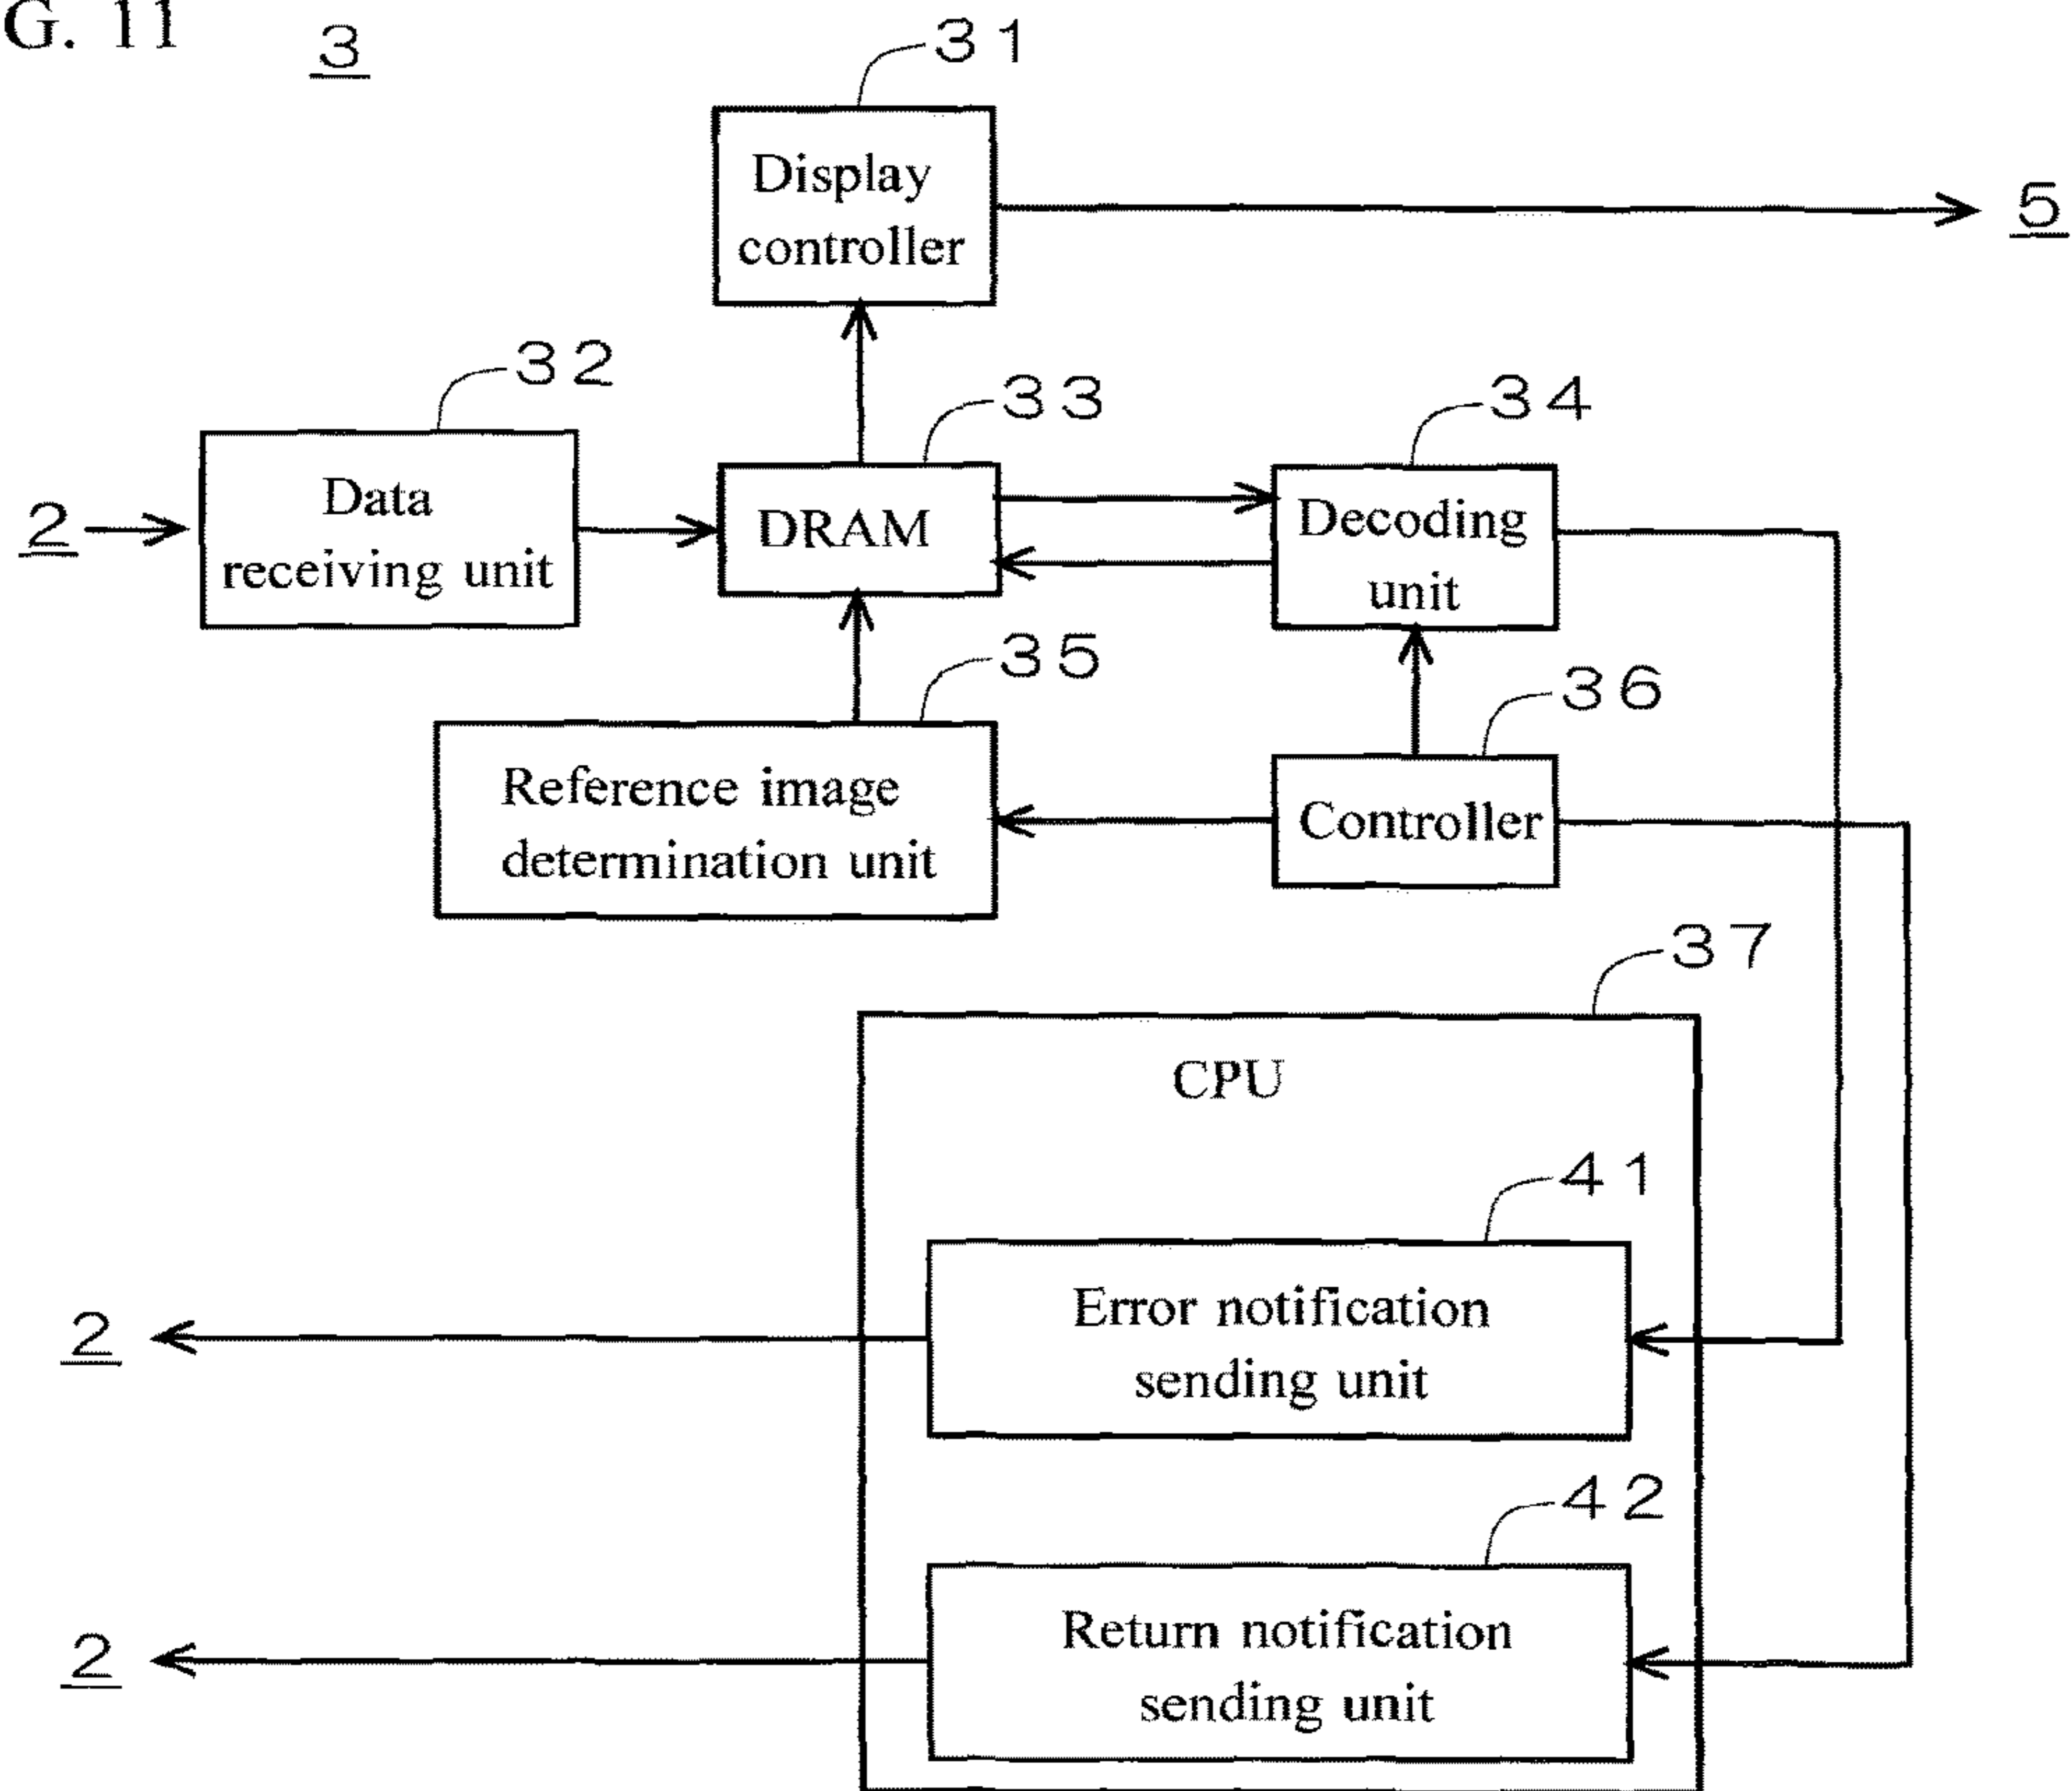 G. 11
3
31
Display
controller
5
32
33
34
2
Data
receiving unit
DRAM
Decoding
unit
35
36
Reference image
determination unit
Controller
37
CPU
41
2
Error notification
sending unit
42
2
Return notification
sending unit